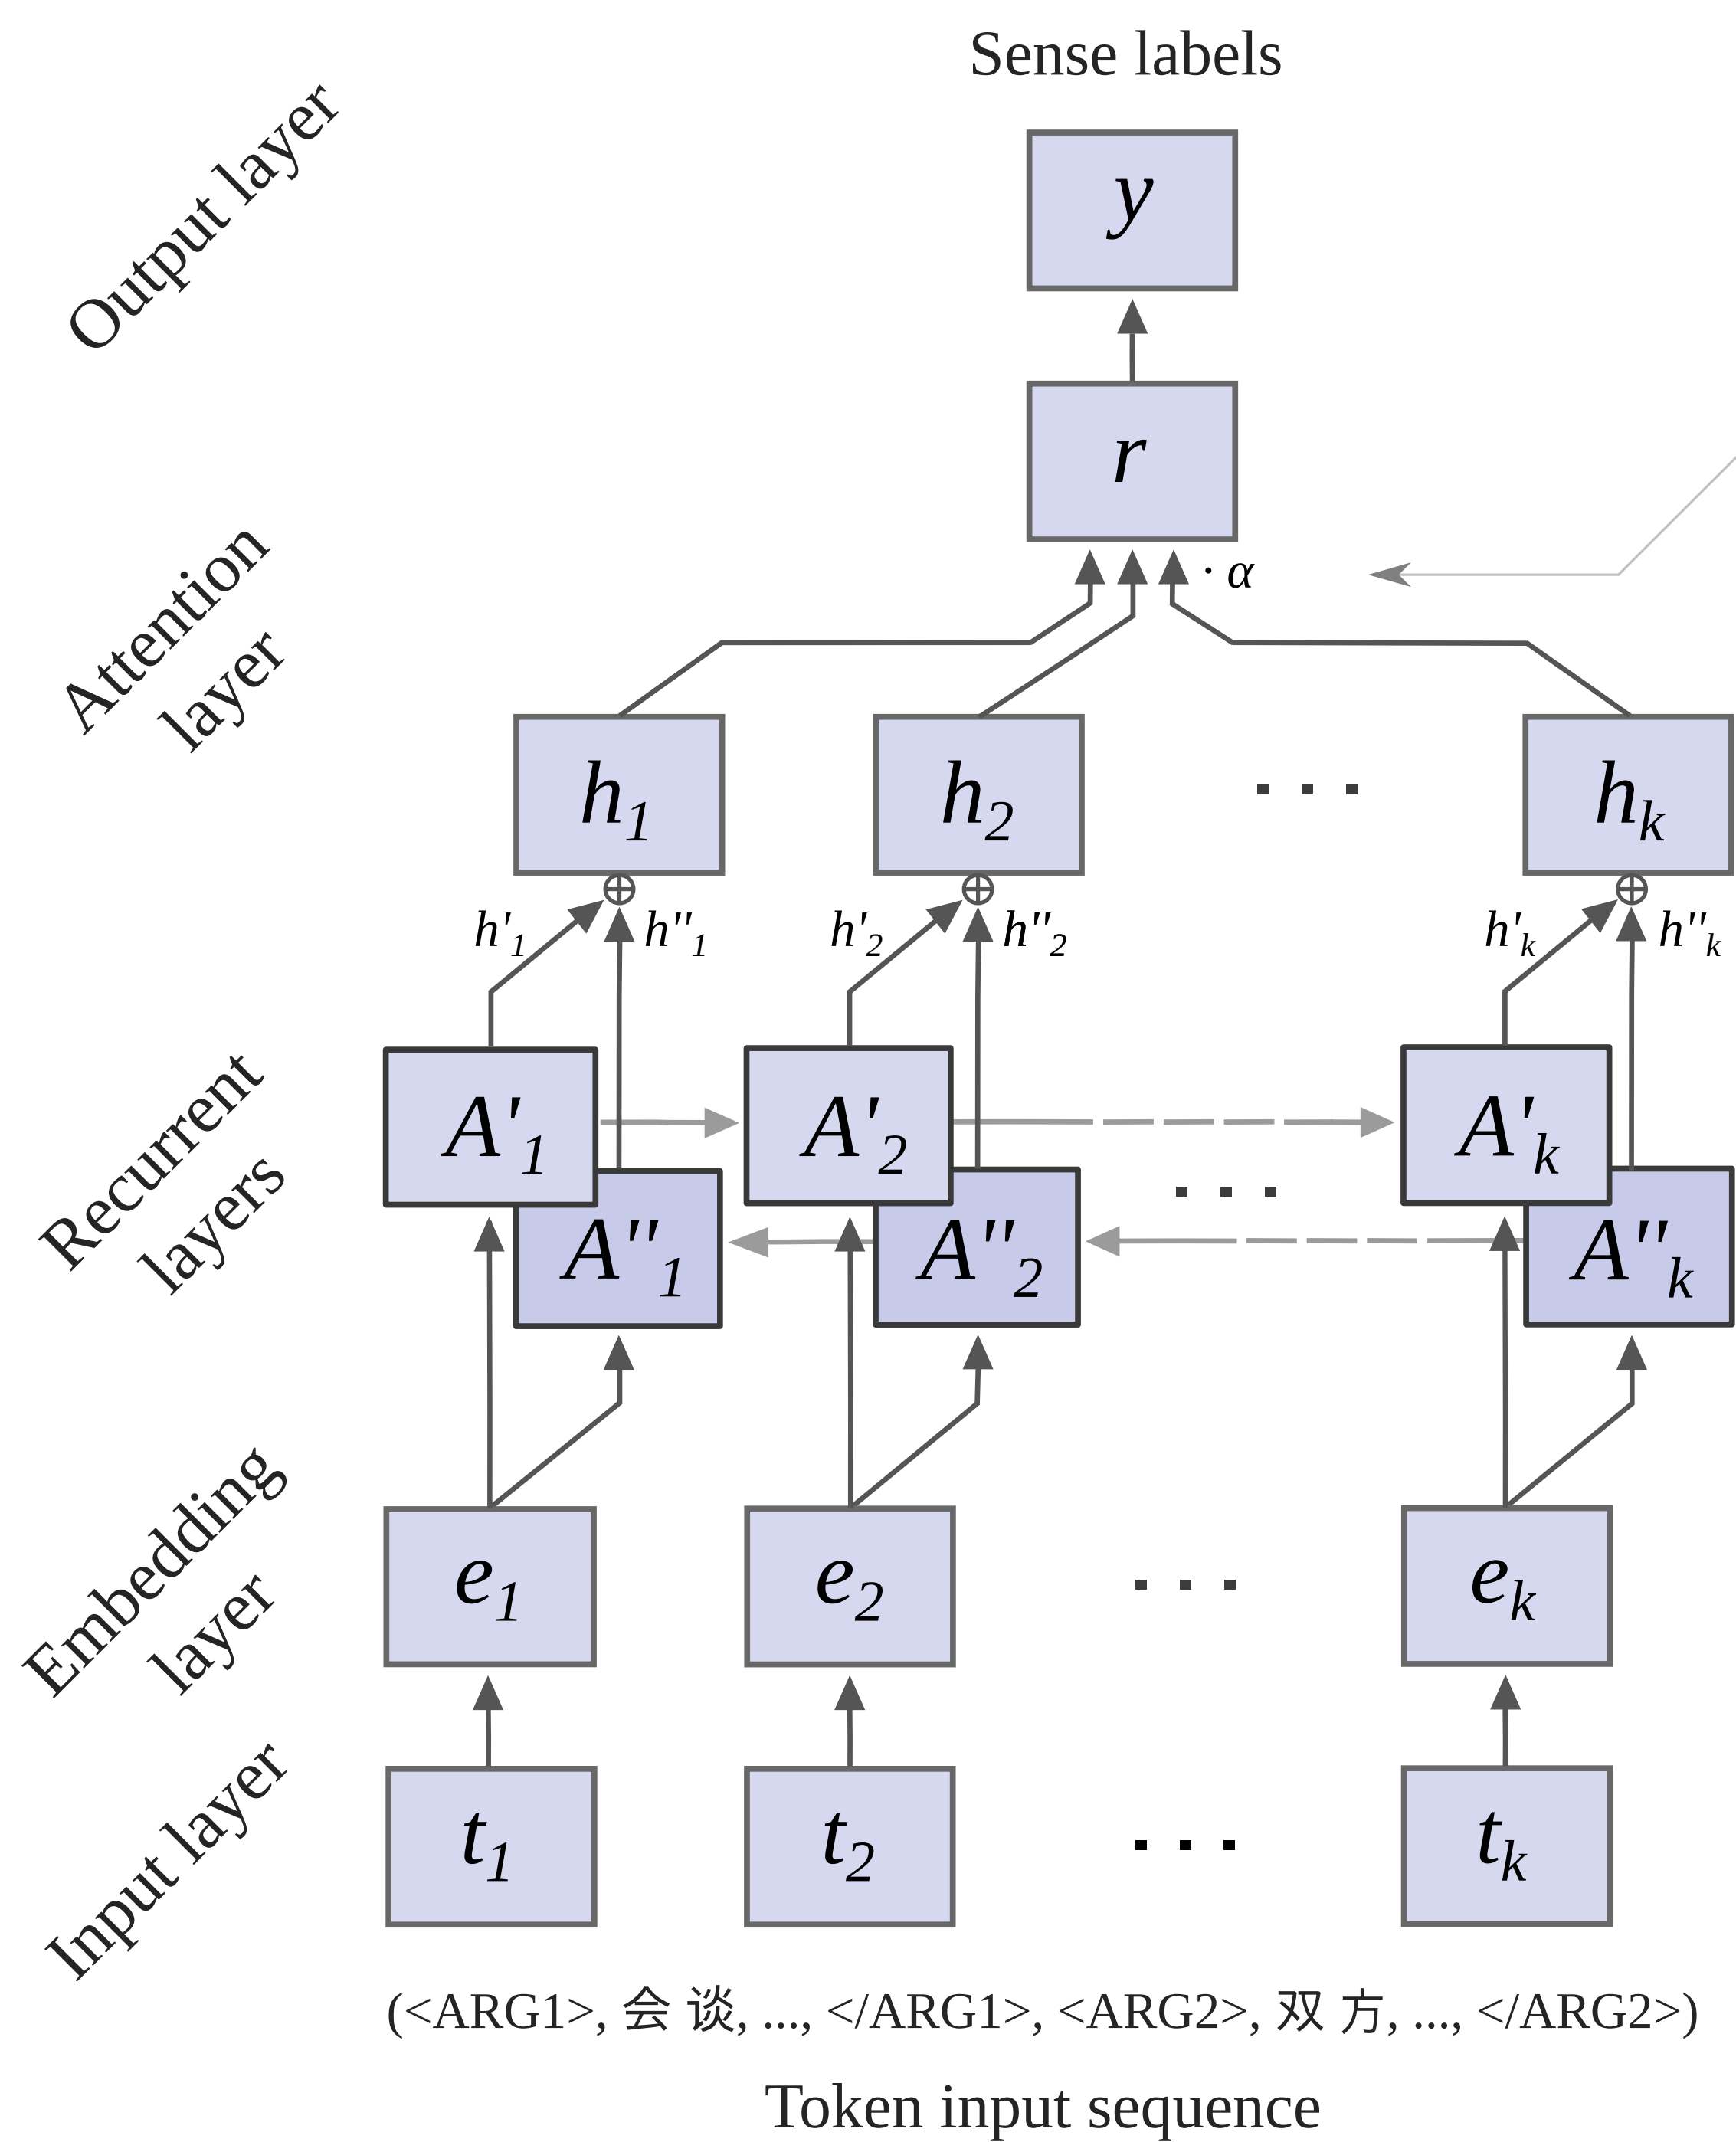 Sense labels
Output layer
y
r
· α
Attention
layer
h1
h2
. . .
hk
h'1
h''1
h'2
h''2
h'k
h''k
Recurrent
layers
A'1
A'2
A'k
. . .
A''1
A''2
A''k
Embedding
layer
e1
e2
. . .
ek
Input layer
t1
t2
. . .
tk
(<ARG1>, 会 谈, ..., </ARG1>, <ARG2>, 双 方, ..., </ARG2>)
Token input sequence